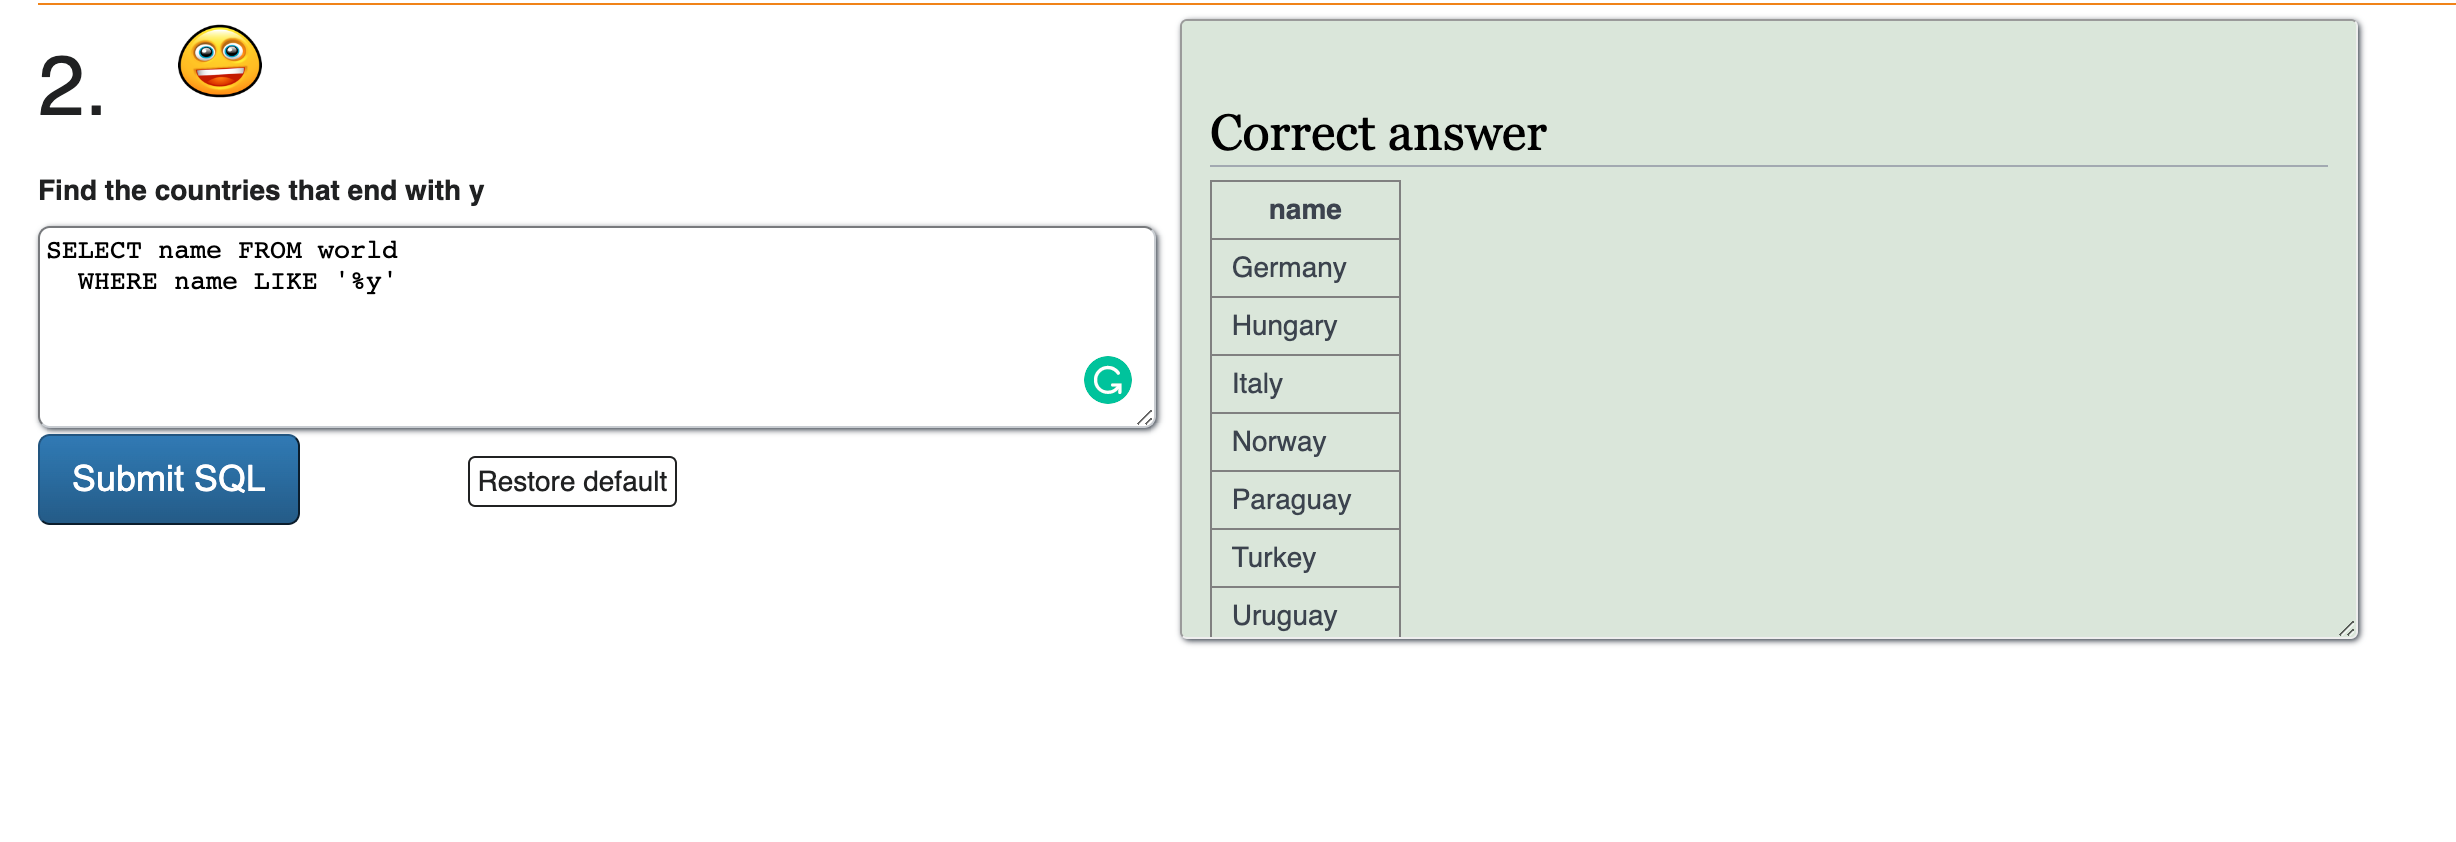 2.
Find the countries that end with y
SELECT name FROM world
  WHERE name LIKE '%y'
Submit SQL
Restore default
Correct answer
name
Germany
Hungary
Italy
Norway
Paraguay
Turkey
Uruguay